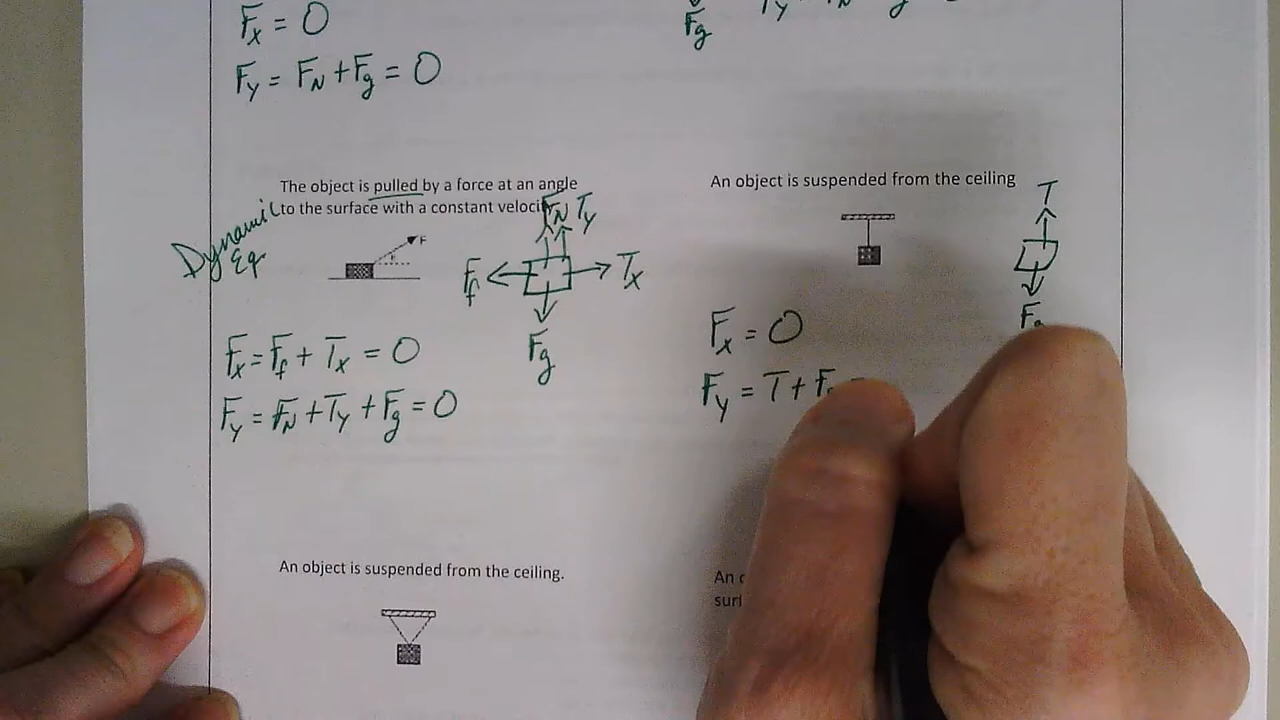 Fx = 0
Fy = FN + Fg = 0
Fg
The object is pulled by a force at an angle
to the surface with a constant
Dynamic
Eq
F
FN Ty
Ff
Tx
Fg
Fx = Ff + Tx = 0
Fy = FN + Ty + Fg = 0
An object is suspended from the ceiling
T
Fx = 0
Fy = T + F
An object is suspended from the ceiling.
An